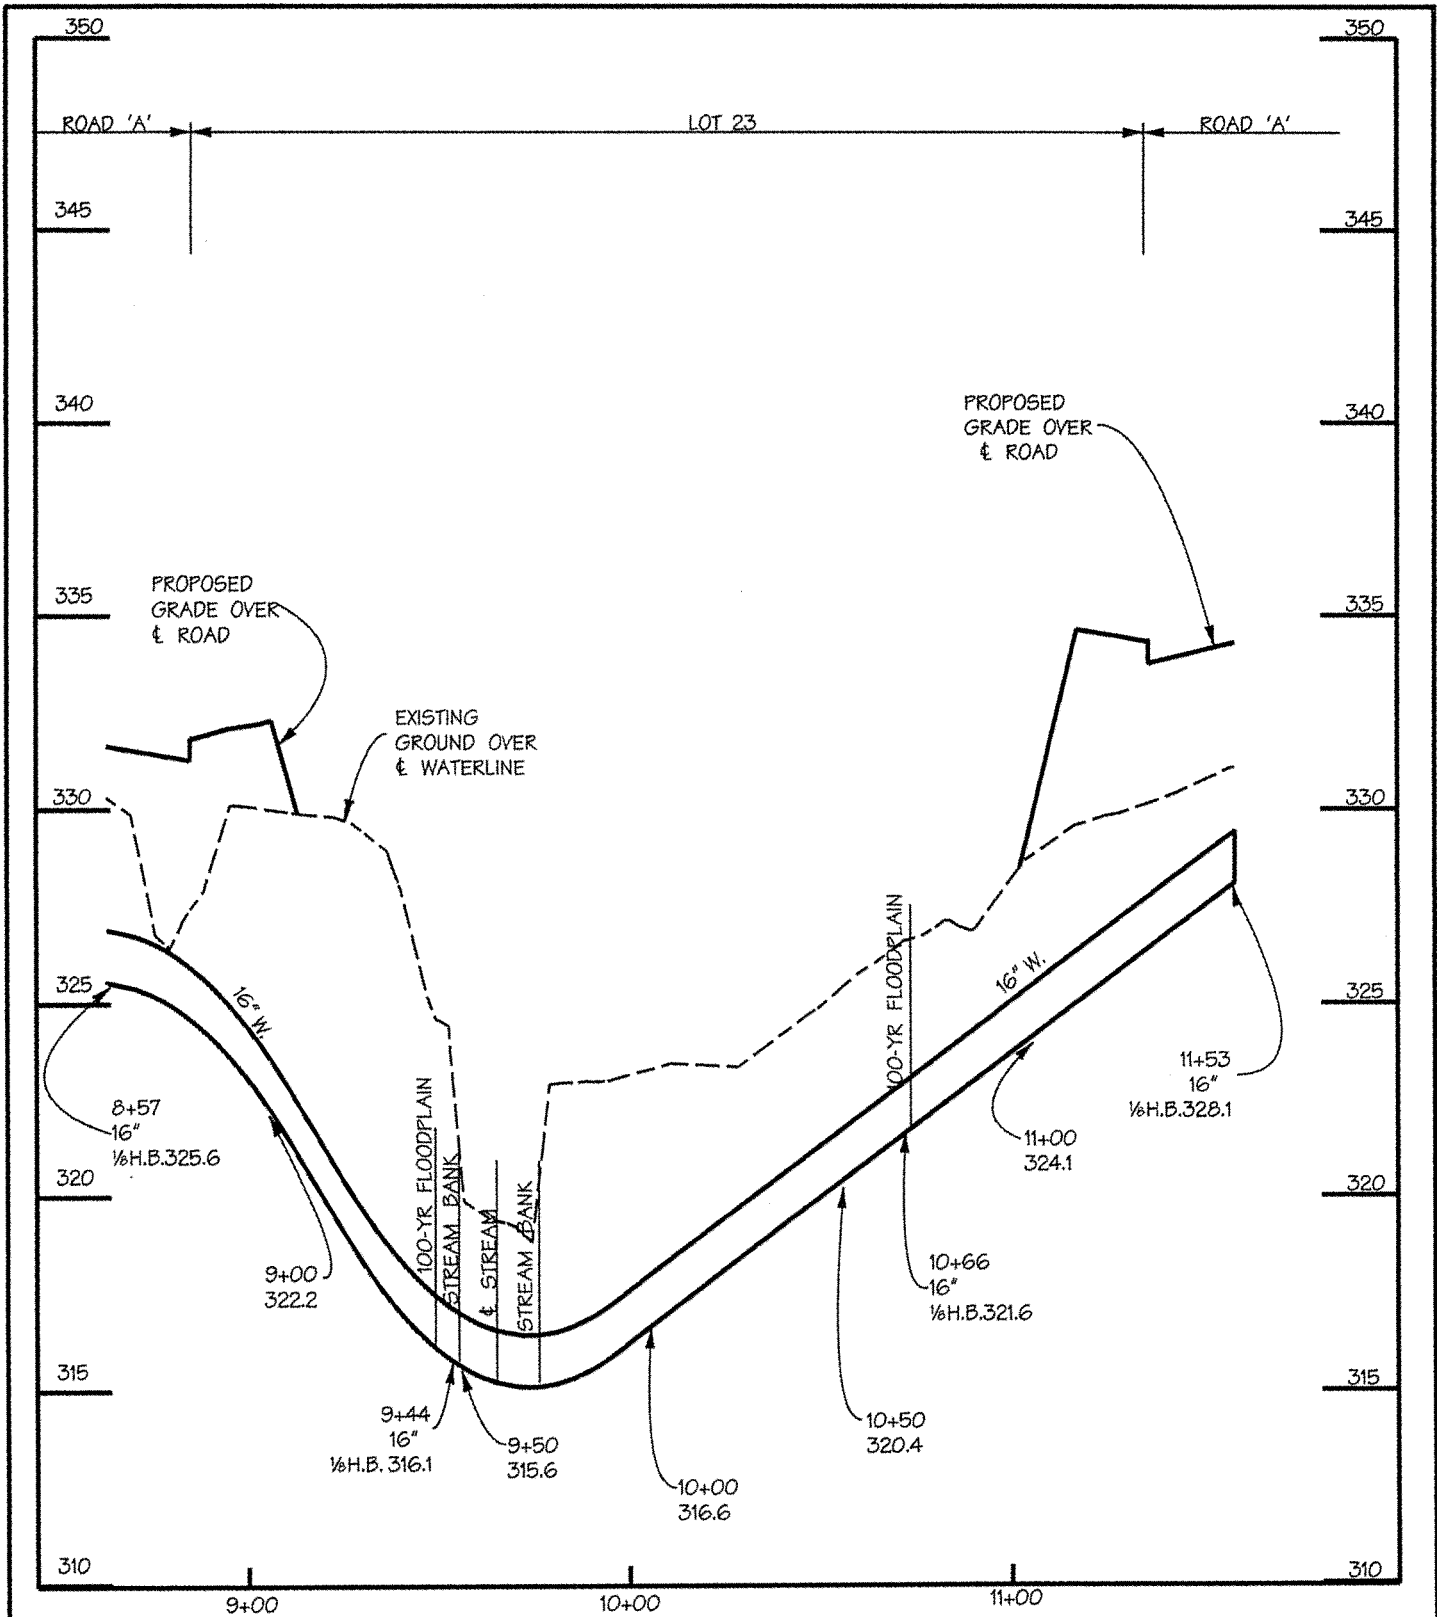 350
350
ROAD 'A'
LOT 23
ROAD 'A'
345
345
340
340
PROPOSED
GRADE OVER
℄ ROAD
335
335
PROPOSED
GRADE OVER
℄ ROAD
EXISTING
GROUND OVER
℄ WATERLINE
330
330
325
325
16" W.
16" W.
100-YR FLOODPLAIN
STREAM BANK
℄ STREAM
STREAM BANK
100-YR FLOODPLAIN
8+57
16"
⅛H.B.325.6
11+53
16"
⅛H.B.328.1
11+00
324.1
320
320
9+00
322.2
10+66
16"
⅛H.B.321.6
315
315
9+44
16"
⅛H.B. 316.1
9+50
315.6
10+50
320.4
10+00
316.6
310
310
9+00
10+00
11+00